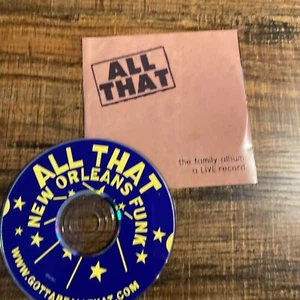 ALL
THAT
the family album
a LIVE record
ALL THAT
NEW ORLEANS FUNK
WWW.GOTTABEALLTHAT.COM